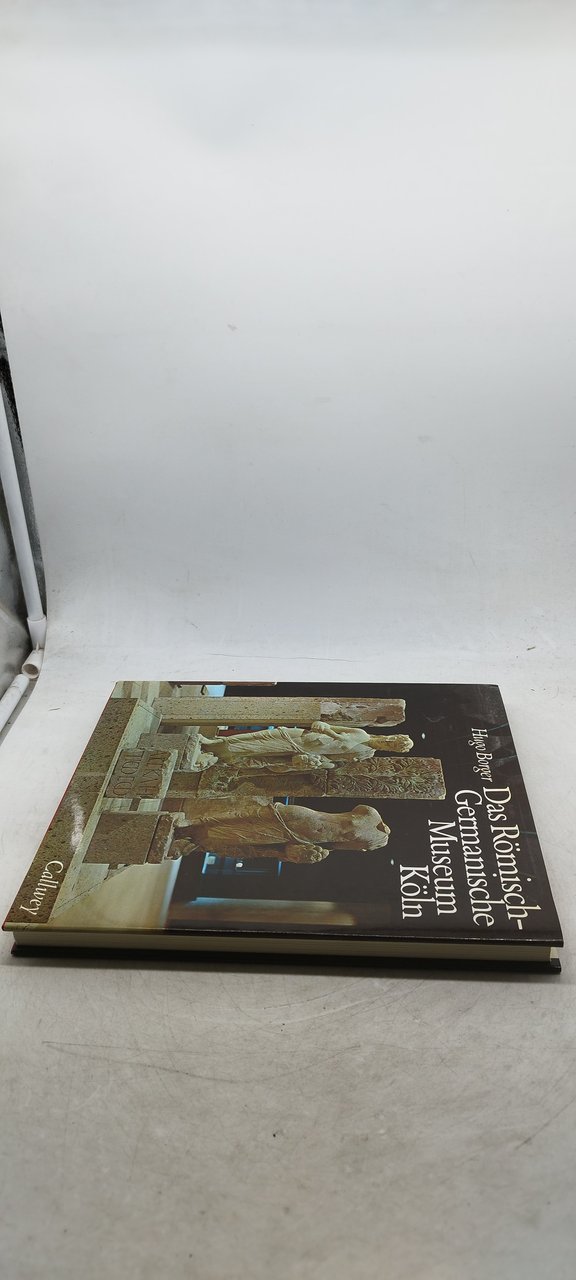 Hugo Borger
Das Römisch-
Germanische
Museum
Köln
Callwey